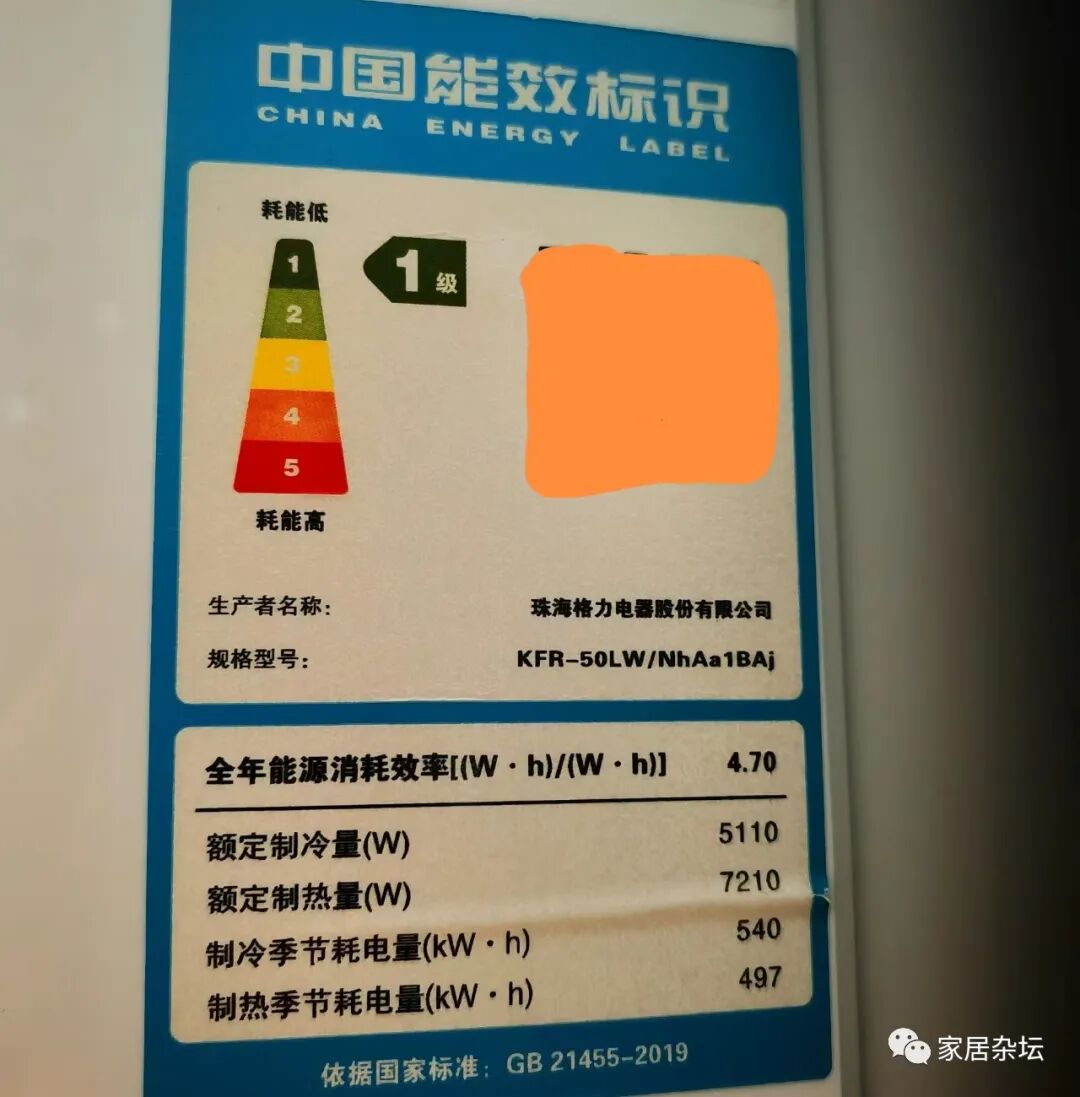 中国能效标识
CHINA ENERGY LABEL
耗能低
1
2
3
4
5
耗能高
1级
生产者名称: 珠海格力电器股份有限公司
规格型号: KFR-50LW/NhAa1BAj
全年能源消耗效率[(W·h)/(W·h)] 4.70
额定制冷量(W) 5110
额定制热量(W) 7210
制冷季节耗电量(kW·h) 540
制热季节耗电量(kW·h) 497
依据国家标准: GB 21455-2019
家居杂坛